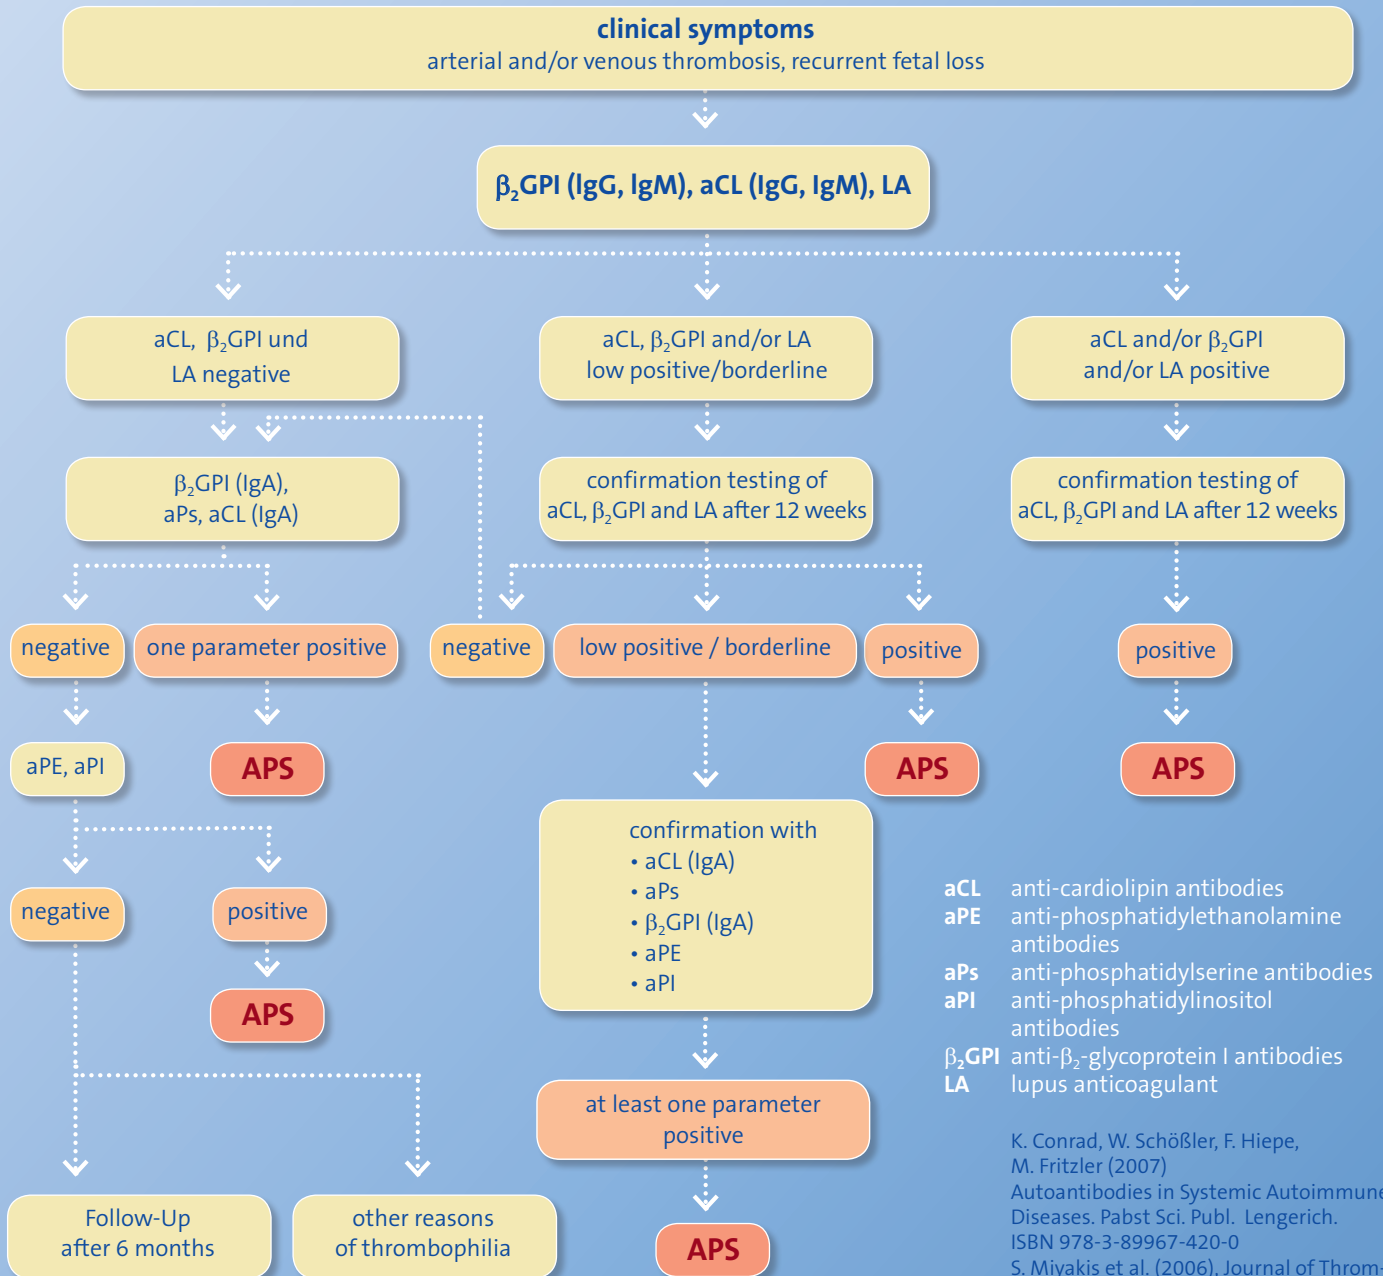 clinical symptoms
arterial and/or venous thrombosis, recurrent fetal loss
β₂GPI (IgG, IgM), aCL (IgG, IgM), LA
aCL, β₂GPI und
LA negative
aCL, β₂GPI and/or LA
low positive/borderline
aCL and/or β₂GPI
and/or LA positive
β₂GPI (IgA),
aPs, aCL (IgA)
confirmation testing of
aCL, β₂GPI and LA after 12 weeks
confirmation testing of
aCL, β₂GPI and LA after 12 weeks
negative
one parameter positive
negative
low positive / borderline
positive
positive
aPE, aPI
APS
APS
APS
confirmation with
• aCL (IgA)
• aPs
• β₂GPI (IgA)
• aPE
• aPI
negative
positive
APS
at least one parameter
positive
Follow-Up
after 6 months
other reasons
of thrombophilia
APS
aCL anti-cardiolipin antibodies
aPE anti-phosphatidylethanolamine
antibodies
aPs anti-phosphatidylserine antibodies
aPI anti-phosphatidylinositol
antibodies
β₂GPI anti-β₂-glycoprotein I antibodies
LA lupus anticoagulant
K. Conrad, W. Schößler, F. Hiepe,
M. Fritzler (2007)
Autoantibodies in Systemic Autoimmune
Diseases. Pabst Sci. Publ. Lengerich.
ISBN 978-3-89967-420-0
S. Miyakis et al. (2006), Journal of Throm-